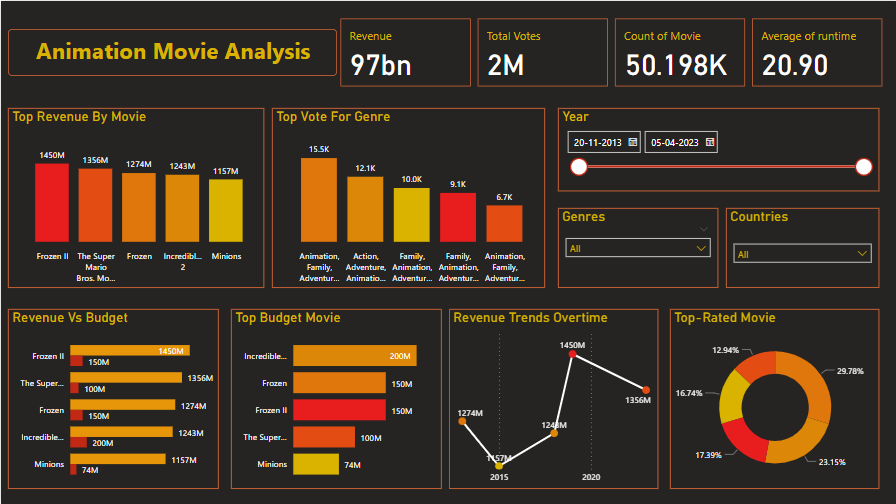 Animation Movie Analysis
Revenue
97bn
Total Votes
2M
Count of Movie
50.198K
Average of runtime
20.90
Top Revenue By Movie
1450M
1356M
1274M
1243M
1157M
Frozen II
The Super
Mario
Bros. Mo...
Frozen
Incredibl...
2
Minions
Top Vote For Genre
15.5K
12.1K
10.0K
9.1K
6.7K
Animation,
Family,
Adventur...
Action,
Adventure,
Animatio...
Family,
Animation,
Adventur...
Family,
Animation,
Adventur...
Animation,
Family,
Adventur...
Year
20-11-2013
05-04-2023
Genres
All
Countries
All
Revenue Vs Budget
Frozen II
1450M
150M
The Super...
1356M
100M
Frozen
1274M
150M
Incredible...
1243M
200M
Minions
1157M
74M
Top Budget Movie
Incredible...
200M
Frozen
150M
Frozen II
150M
The Super...
100M
Minions
74M
Revenue Trends Overtime
1450M
1274M
1243M
1356M
1157M
2015
2020
Top-Rated Movie
12.94%
29.78%
16.74%
17.39%
23.15%